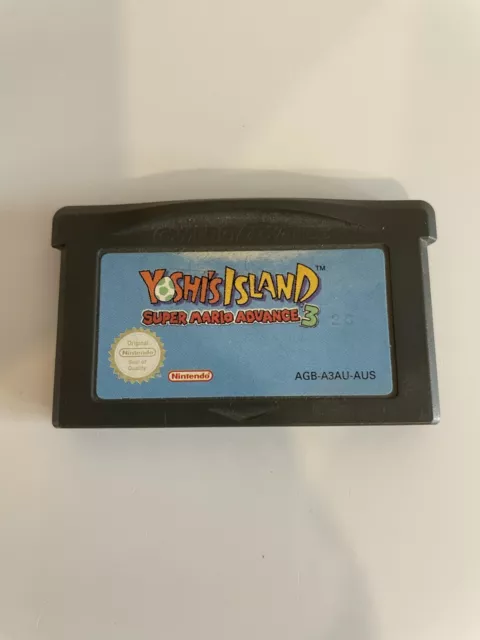 YOSHI'S ISLAND™
SUPER MARIO ADVANCE 3
Original
Nintendo
Seal of
Quality
Nintendo
AGB-A3AU-AUS